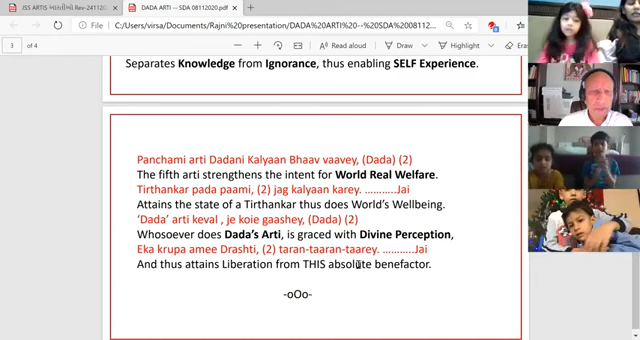 JSS ARTIS આરતીઓ Rev-24112
DADA ARTI -- SDA 08112020.pdf
File | C:/Users/virsa/Documents/Rajni%20presentation/DADA%20ARTI%20--%20SDA%2008112
3 of 4
Read aloud
Draw
Highlight
Eras
Separates Knowledge from Ignorance, thus enabling SELF Experience.
Panchami arti Dadani Kalyaan Bhaav vaavey, (Dada) (2)
The fifth arti strengthens the intent for World Real Welfare.
Tirthankar pada paami, (2) jag kalyaan karey. ...........Jai
Attains the state of a Tirthankar thus does World's Wellbeing.
'Dada' arti keval , je koie gaashey, (Dada) (2)
Whosoever does Dada's Arti, is graced with Divine Perception,
Eka krupa amee Drashti, (2) taran-taaran-taarey. ...........Jai
And thus attains Liberation from THIS absolute benefactor.
-oOo-